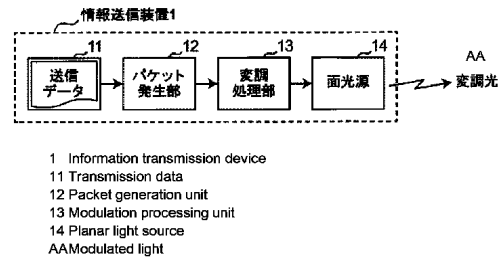 情報送信装置1
11
12
13
14
送信
データ
パケット
発生部
変調
処理部
面光源
AA
変調光
1 Information transmission device
11 Transmission data
12 Packet generation unit
13 Modulation processing unit
14 Planar light source
AAModulated light